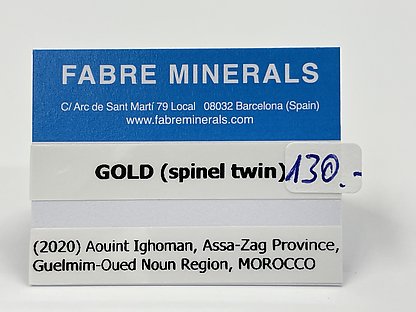 FABRE MINERALS
C/ Arc de Sant Martí 79 Local 08032 Barcelona (Spain)
www.fabreminerals.com
GOLD (spinel twin) 130.-
(2020) Aouint Ighoman, Assa-Zag Province,
Guelmim-Oued Noun Region, MOROCCO